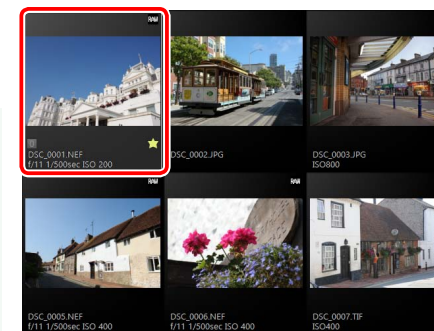 RAW
DSC_0001.NEF
f/11 1/500sec ISO 200
DSC_0002.JPG
DSC_0003.JPG
ISO800
RAW
DSC_0005.NEF
f/11 1/500sec ISO 400
RAW
DSC_0006.NEF
f/11 1/500sec ISO 400
DSC_0007.TIF
ISO400